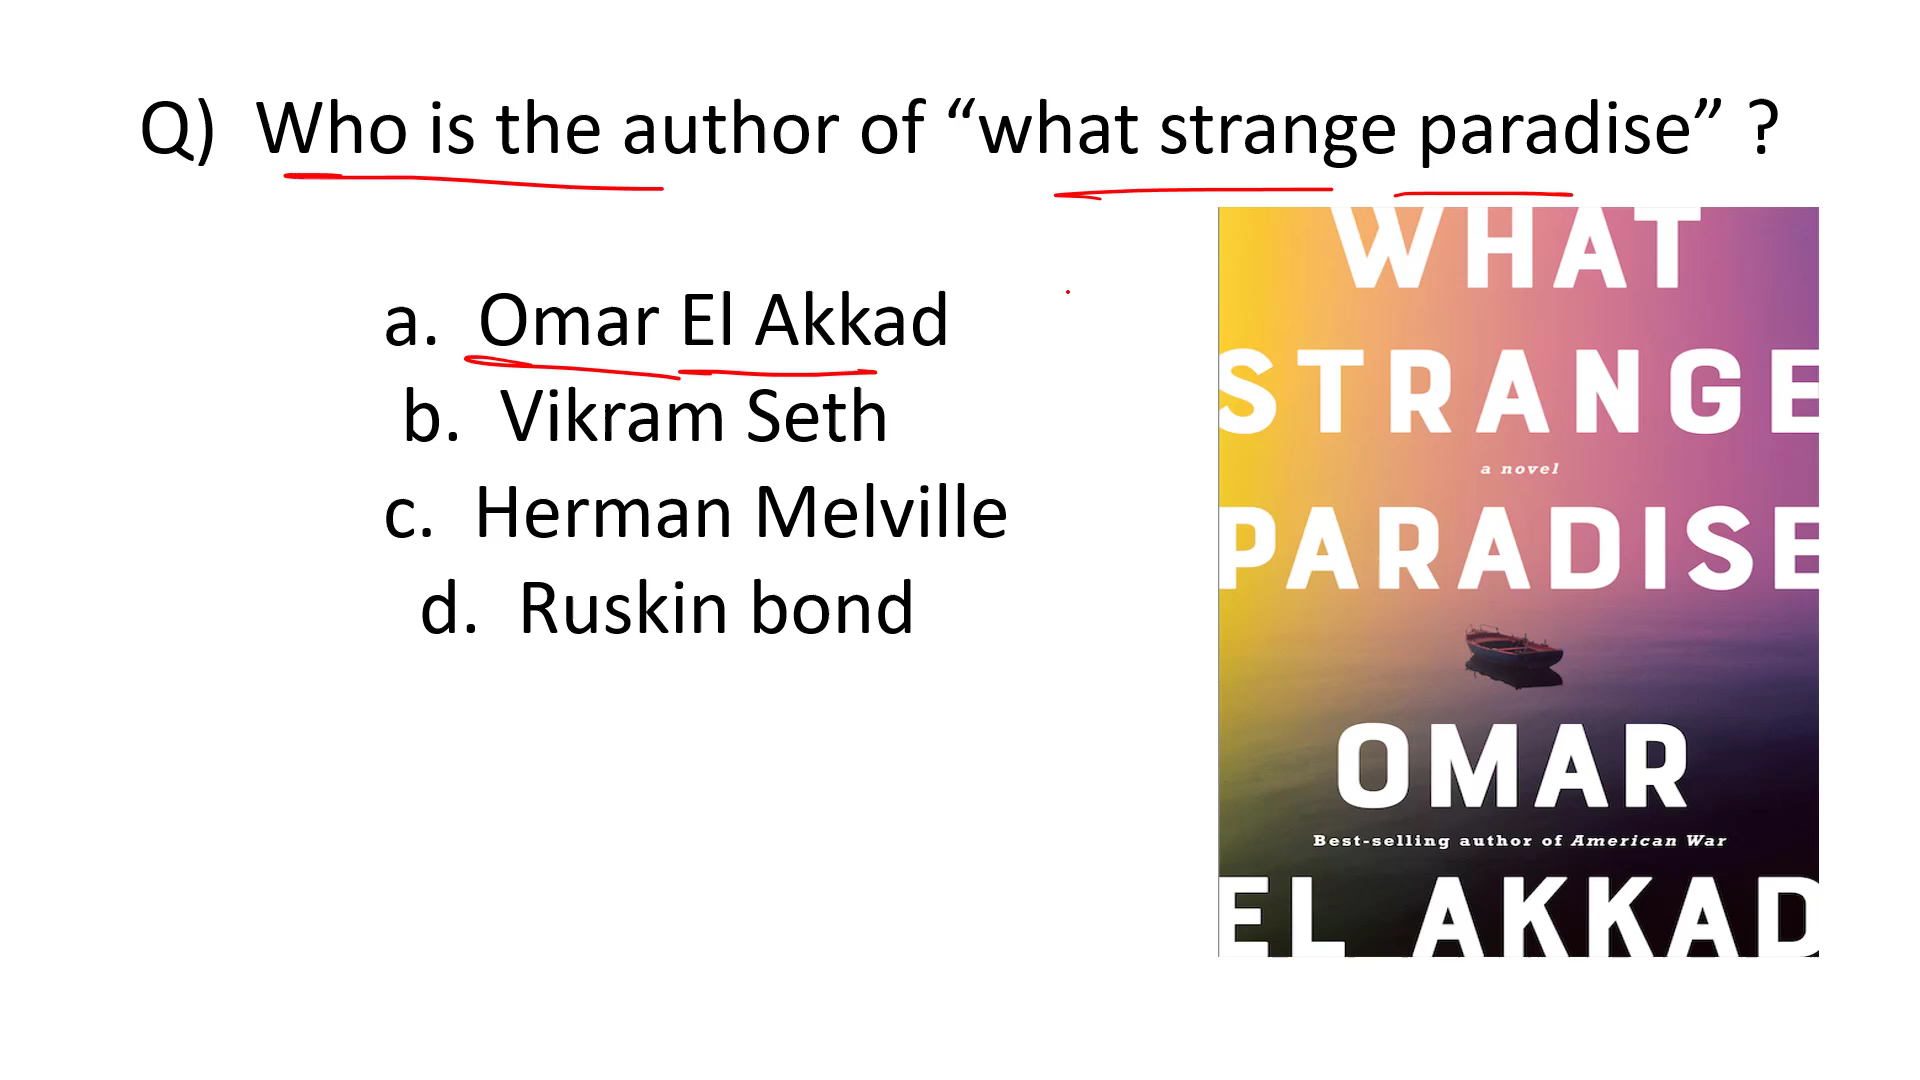 Q)  Who is the author of “what strange paradise” ?
a.  Omar El Akkad
b.  Vikram Seth
c.  Herman Melville
d.  Ruskin bond
WHAT
STRANGE
a novel
PARADISE
OMAR
Best-selling author of American War
EL AKKAD